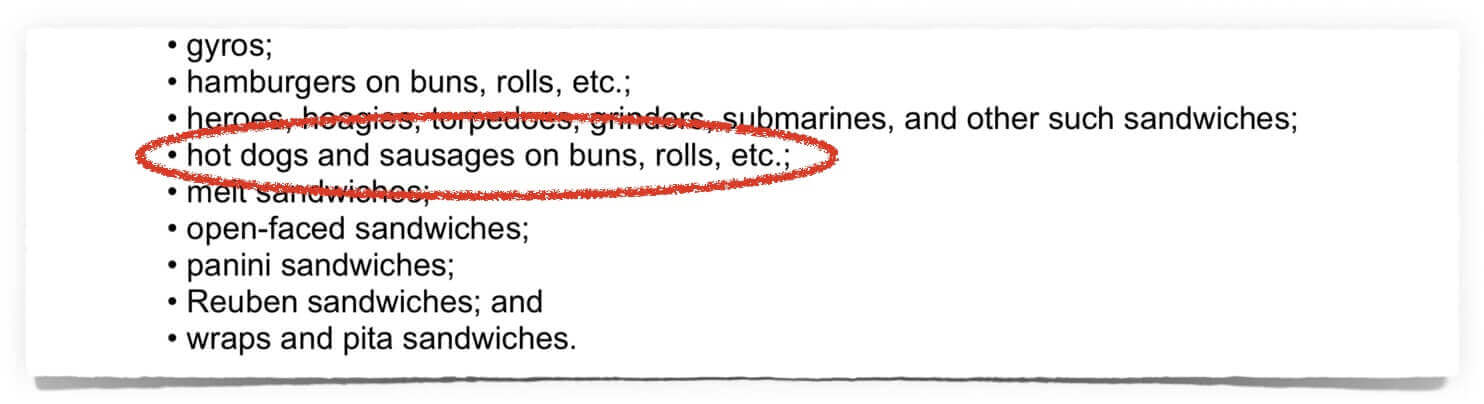 • gyros;
• hamburgers on buns, rolls, etc.;
• heroes, hoagies, torpedoes, grinders, submarines, and other such sandwiches;
• hot dogs and sausages on buns, rolls, etc.;
• melt sandwiches;
• open-faced sandwiches;
• panini sandwiches;
• Reuben sandwiches; and
• wraps and pita sandwiches.